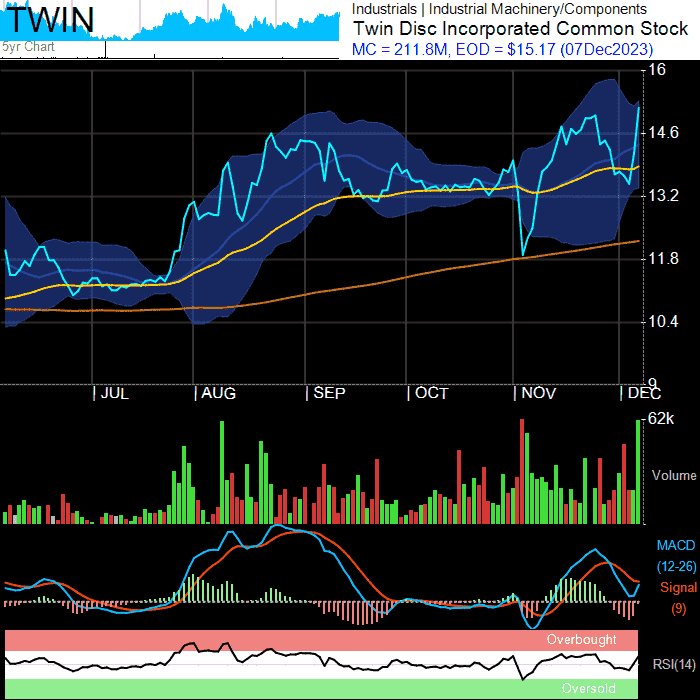 TWIN
5yr Chart
Industrials | Industrial Machinery/Components
Twin Disc Incorporated Common Stock
MC = 211.8M, EOD = $15.17 (07Dec2023)
16
14.6
13.2
11.8
10.4
9
| JUL | AUG | SEP | OCT | NOV | DEC
62k
Volume
MACD
(12-26)
Signal
(9)
Overbought
RSI(14)
Oversold